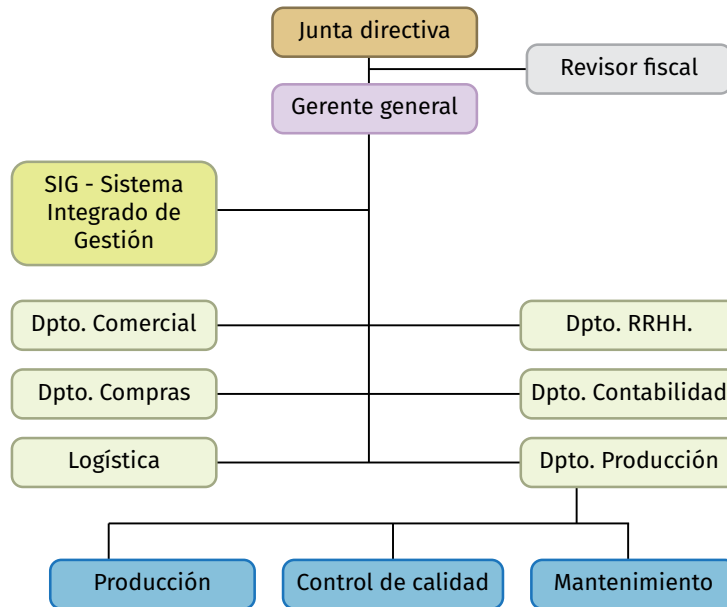 Junta directiva
Revisor fiscal
Gerente general
SIG - Sistema
Integrado de
Gestión
Dpto. Comercial
Dpto. RRHH.
Dpto. Compras
Dpto. Contabilidad
Logística
Dpto. Producción
Producción
Control de calidad
Mantenimiento